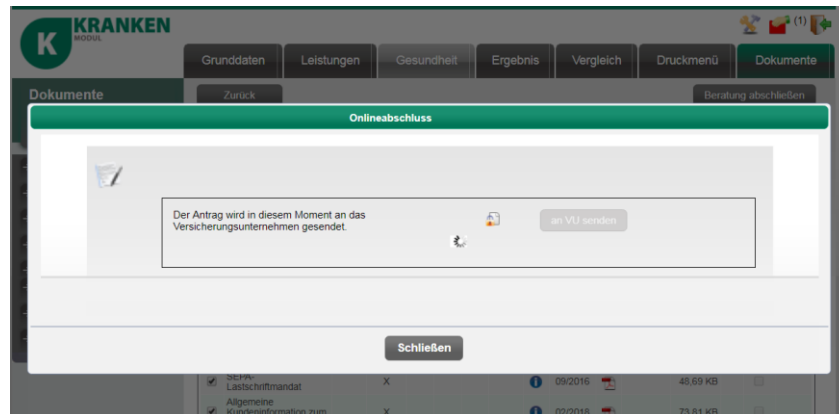 K
KRANKEN
MODUL
(1)
Grunddaten
Leistungen
Gesundheit
Ergebnis
Vergleich
Druckmenü
Dokumente
Dokumente
Zurück
Beratung abschließen
Onlineabschluss
Der Antrag wird in diesem Moment an das
Versicherungsunternehmen gesendet.
an VU senden
Schließen
SEPA-
Lastschriftmandat
X
09/2016
48,69 KB
Allgemeine
Kundeninformation zum
X
02/2018
73,81 KB